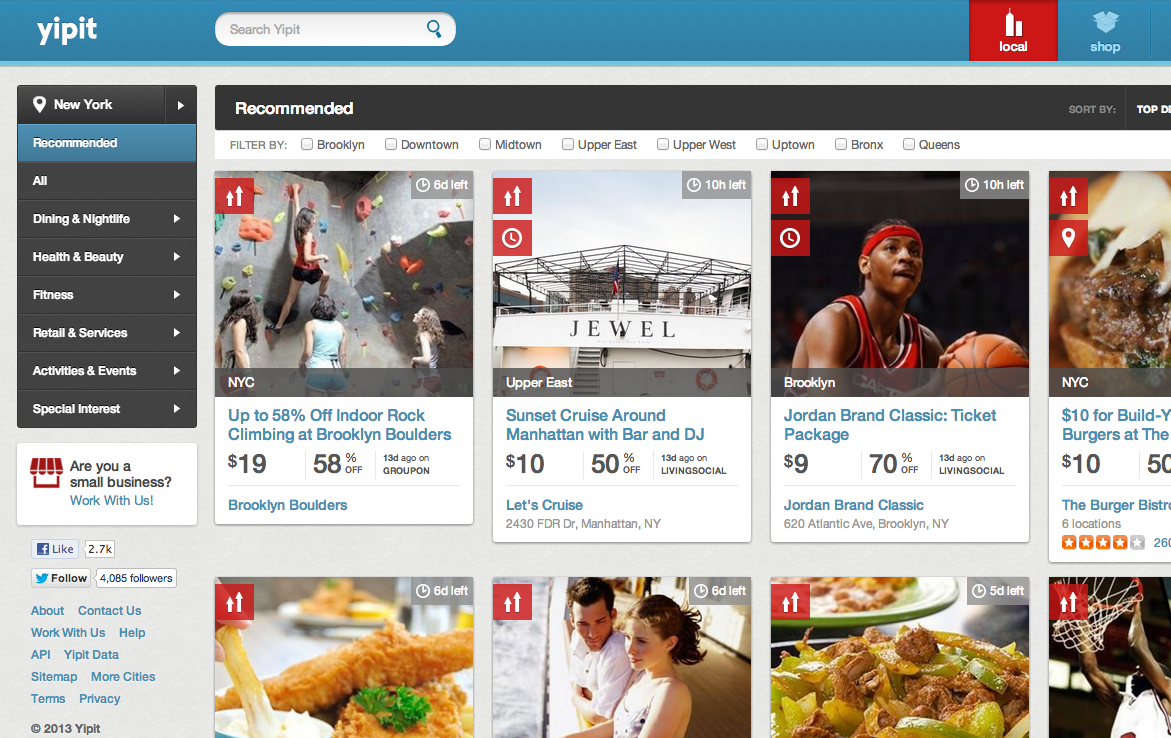 yipit
Search Yipit
local
shop
New York
Recommended
All
Dining & Nightlife
Health & Beauty
Fitness
Retail & Services
Activities & Events
Special Interest
Are you a
small business?
Work With Us!
Like 2.7k
Follow 4,085 followers
About Contact Us
Work With Us Help
API Yipit Data
Sitemap More Cities
Terms Privacy
© 2013 Yipit
Recommended
SORT BY: TOP DE
FILTER BY: Brooklyn Downtown Midtown Upper East Upper West Uptown Bronx Queens
6d left
NYC
Up to 58% Off Indoor Rock
Climbing at Brooklyn Boulders
$19 58 % OFF 13d ago on GROUPON
Brooklyn Boulders
10h left
JEWEL
Upper East
Sunset Cruise Around
Manhattan with Bar and DJ
$10 50 % OFF 13d ago on LIVINGSOCIAL
Let's Cruise
2430 FDR Dr, Manhattan, NY
10h left
Brooklyn
Jordan Brand Classic: Ticket
Package
$9 70 % OFF 13d ago on LIVINGSOCIAL
Jordan Brand Classic
620 Atlantic Ave, Brooklyn, NY
NYC
$10 for Build-Y
Burgers at The
$10 50
The Burger Bistro
6 locations
260
6d left
6d left
5d left